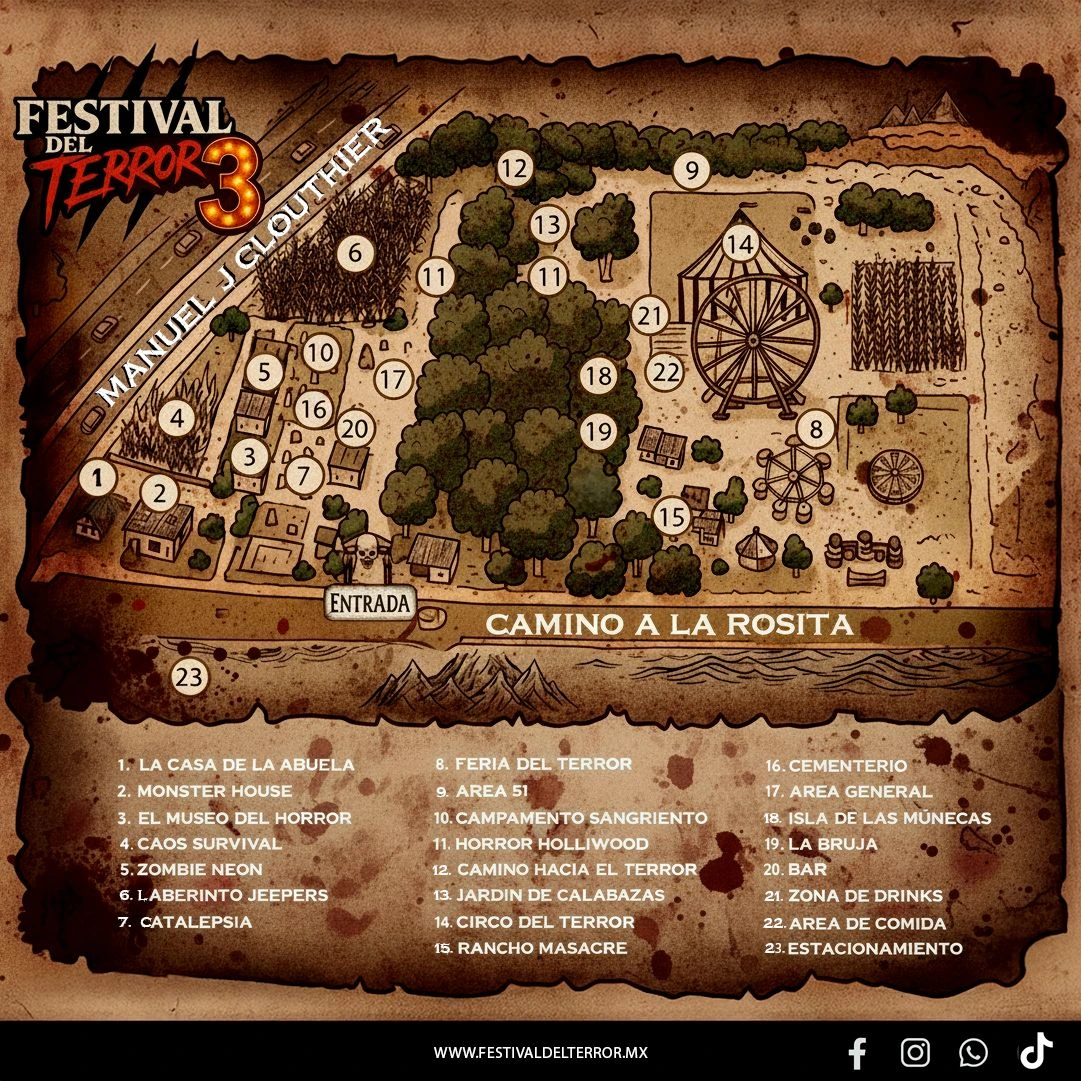 FESTIVAL
DEL
TERROR 3
MANUEL J CLOUTHIER
12
9
13
14
6
11
11
21
10
5
22
17
18
16
4
20
8
19
3
7
1
2
15
ENTRADA
CAMINO A LA ROSITA
23
1. LA CASA DE LA ABUELA
2. MONSTER HOUSE
3. EL MUSEO DEL HORROR
4. CAOS SURVIVAL
5. ZOMBIE NEON
6. LABERINTO JEEPERS
7. CATALEPSIA
8. FERIA DEL TERROR
9. AREA 51
10. CAMPAMENTO SANGRIENTO
11. HORROR HOLLIWOOD
12. CAMINO HACIA EL TERROR
13. JARDIN DE CALABAZAS
14. CIRCO DEL TERROR
15. RANCHO MASACRE
16. CEMENTERIO
17. AREA GENERAL
18. ISLA DE LAS MÜNECAS
19. LA BRUJA
20. BAR
21. ZONA DE DRINKS
22. AREA DE COMIDA
23. ESTACIONAMIENTO
WWW.FESTIVALDELTERROR.MX